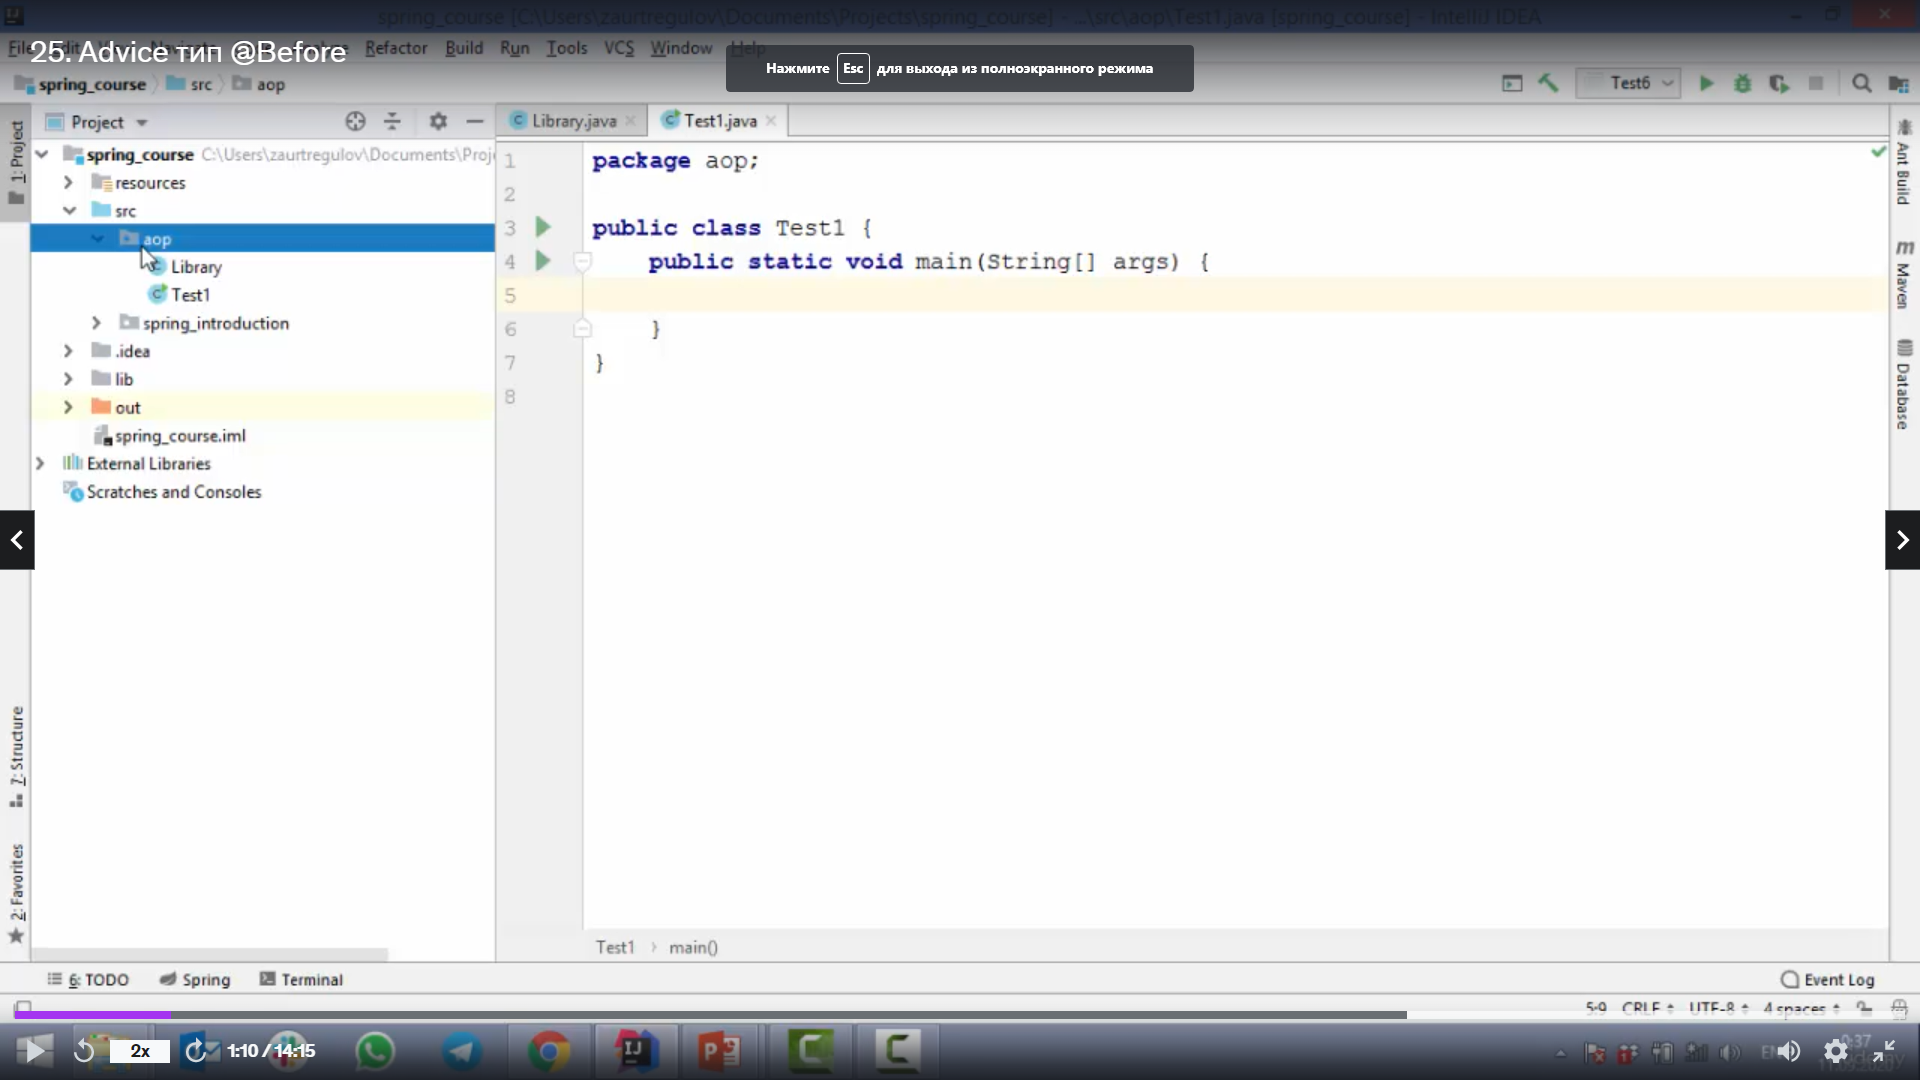 spring_course [C:\Users\zaurtregulov\Documents\Projects\spring_course] - ...\src\aop\Test1.java [spring_course] - IntelliJ IDEA
25. Advice тип @Before
File Edit Refactor Build Run Tools VCS Window Help
Нажмите Esc для выхода из полноэкранного режима
spring_course src aop
Test6
Project
Library.java
Test1.java
1: Project
spring_course C:\Users\zaurtregulov\Documents\Proj
resources
src
aop
Library
Test1
spring_introduction
.idea
lib
out
spring_course.iml
External Libraries
Scratches and Consoles
1 package aop;
2
3 public class Test1 {
4 public static void main(String[] args) {
5
6 }
7 }
8
Ant Build
m Maven
Database
7: Structure
2: Favorites
Test1 › main()
6: TODO
Spring
Terminal
Event Log
5:9 CRLF UTF-8 4 spaces
2x
1:10 / 14:15